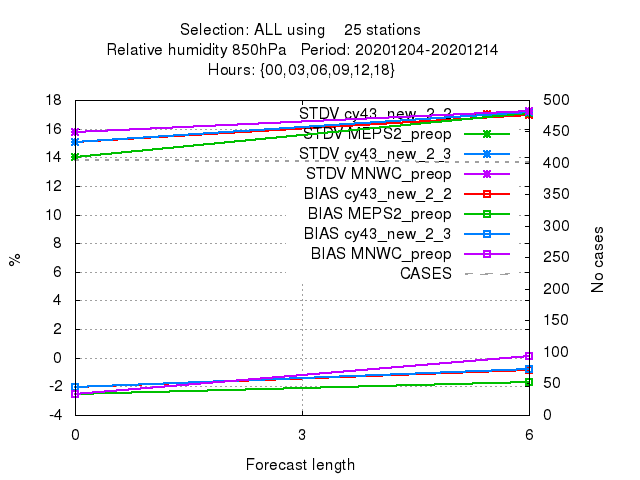 Selection: ALL using 25 stations
Relative humidity 850hPa Period: 20201204-20201214
Hours: {00,03,06,09,12,18}
18
16
14
12
10
8
6
4
2
0
-2
-4
%
500
450
400
350
300
250
200
150
100
50
0
No cases
STDV cy43_new_2_2
STDV MEPS2_preop
STDV cy43_new_2_3
STDV MNWC_preop
BIAS cy43_new_2_2
BIAS MEPS2_preop
BIAS cy43_new_2_3
BIAS MNWC_preop
CASES
0 3 6
Forecast length